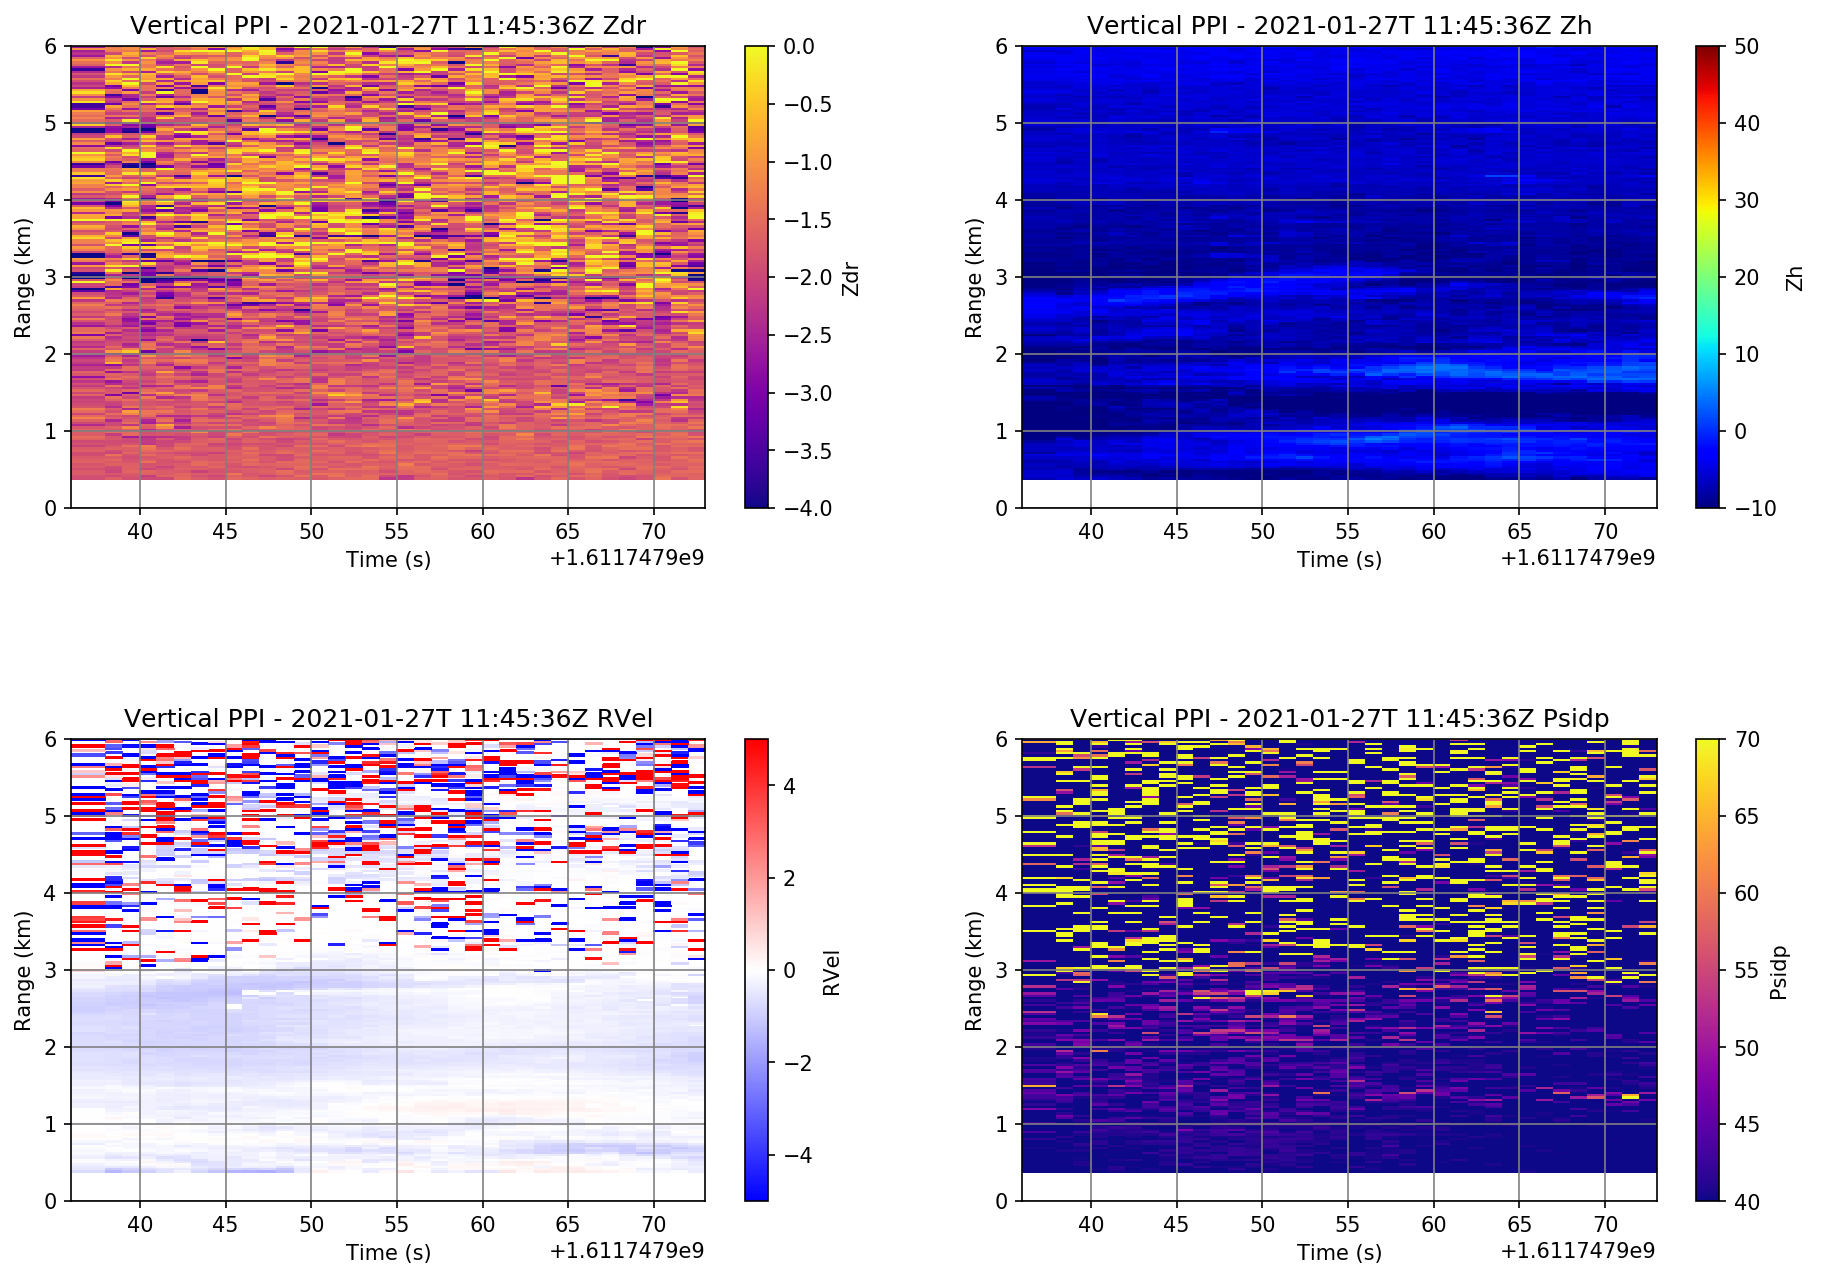 Vertical PPI - 2021-01-27T 11:45:36Z Zdr
6
5
4
3
2
1
0
Range (km)
40 45 50 55 60 65 70
Time (s)
+1.6117479e9
0.0
−0.5
−1.0
−1.5
−2.0
−2.5
−3.0
−3.5
−4.0
Zdr
Vertical PPI - 2021-01-27T 11:45:36Z Zh
6
5
4
3
2
1
0
Range (km)
40 45 50 55 60 65 70
Time (s)
+1.6117479e9
50
40
30
20
10
0
−10
Zh
Vertical PPI - 2021-01-27T 11:45:36Z RVel
6
5
4
3
2
1
0
Range (km)
40 45 50 55 60 65 70
Time (s)
+1.6117479e9
4
2
0
−2
−4
RVel
Vertical PPI - 2021-01-27T 11:45:36Z Psidp
6
5
4
3
2
1
0
Range (km)
40 45 50 55 60 65 70
Time (s)
+1.6117479e9
70
65
60
55
50
45
40
Psidp